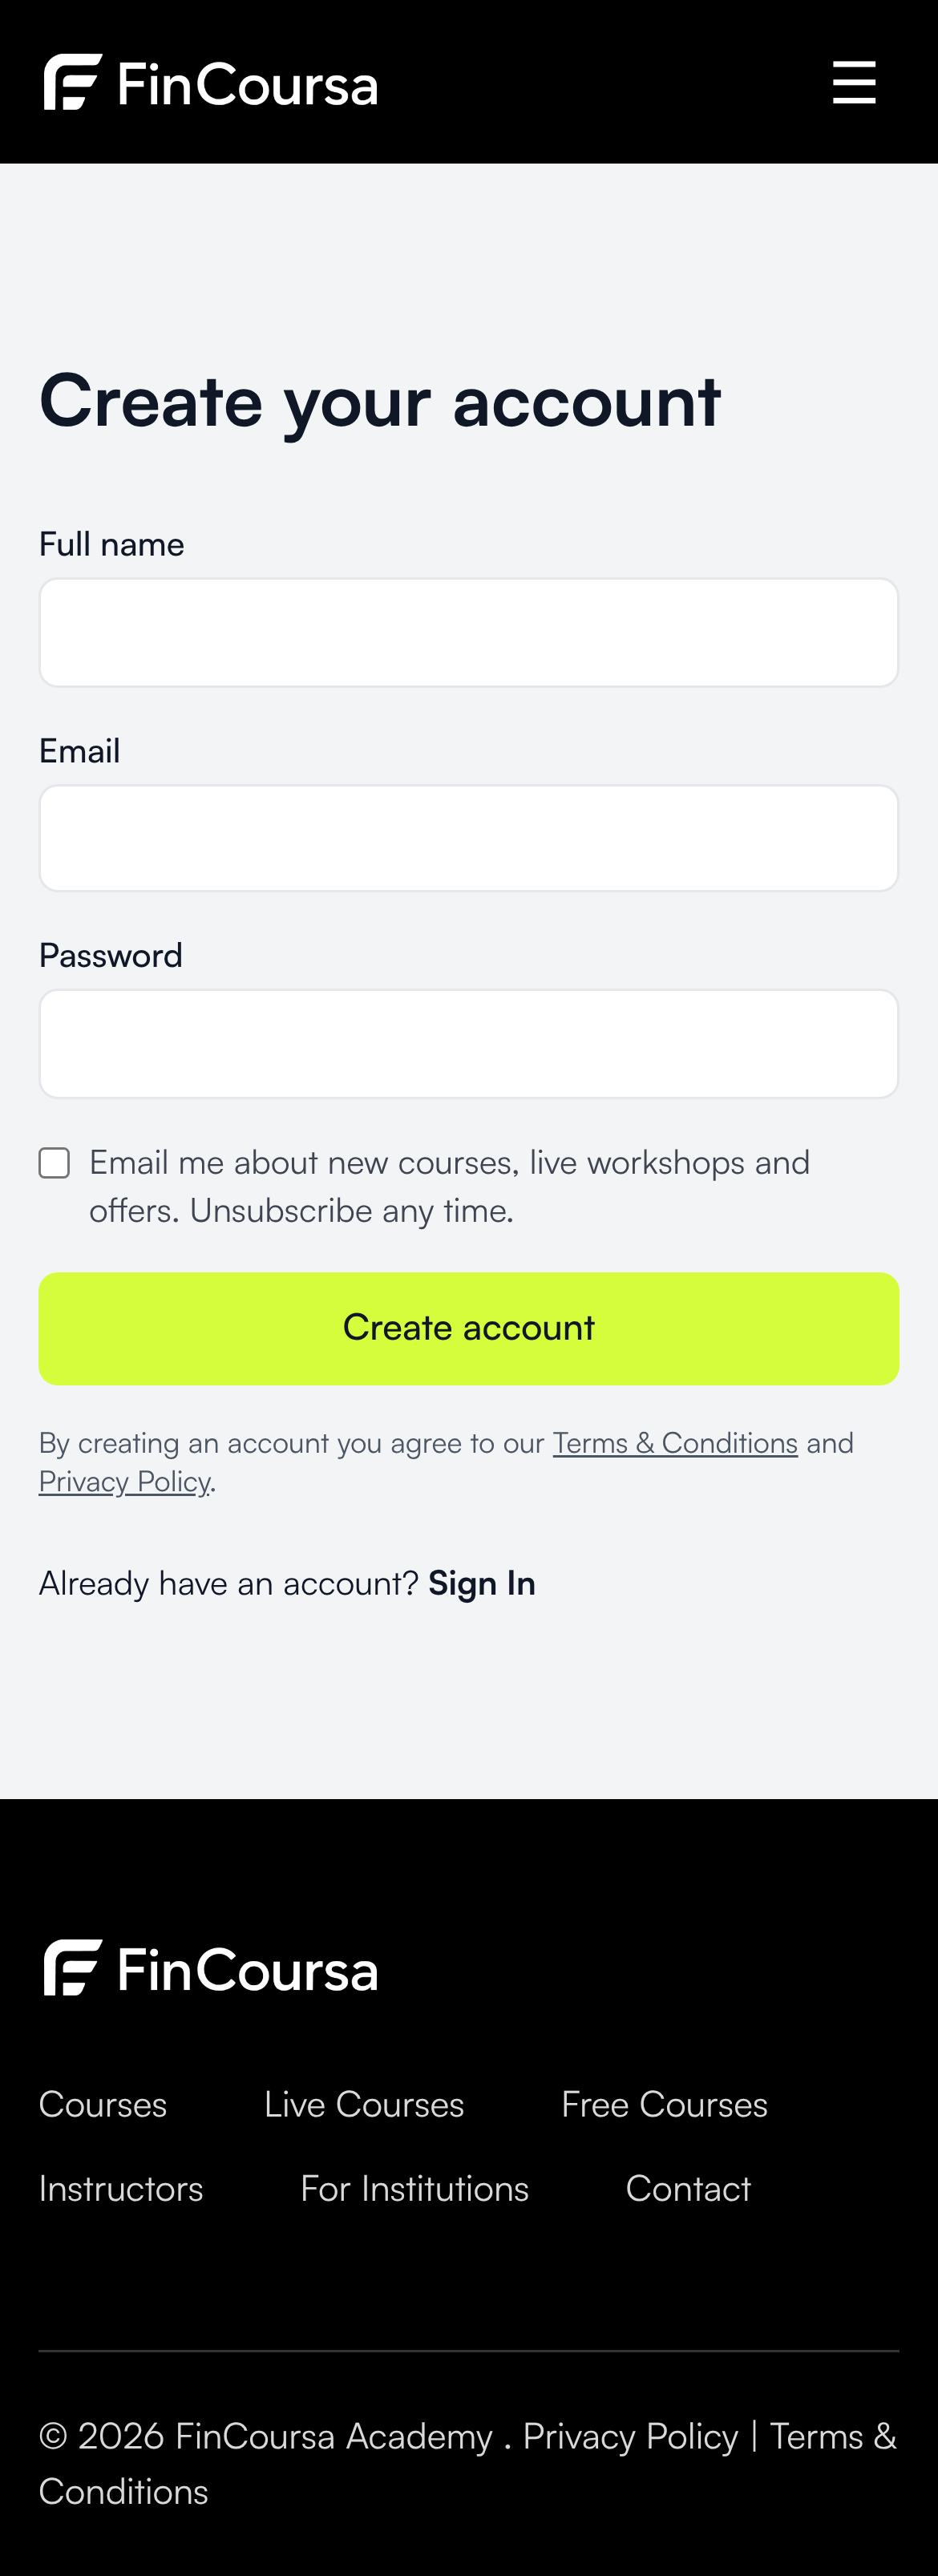 FinCoursa
Create your account
Full name
Email
Password
Email me about new courses, live workshops and
offers. Unsubscribe any time.
Create account
By creating an account you agree to our Terms & Conditions and
Privacy Policy.
Already have an account? Sign In
FinCoursa
Courses Live Courses Free Courses
Instructors For Institutions Contact
© 2026 FinCoursa Academy . Privacy Policy | Terms &
Conditions